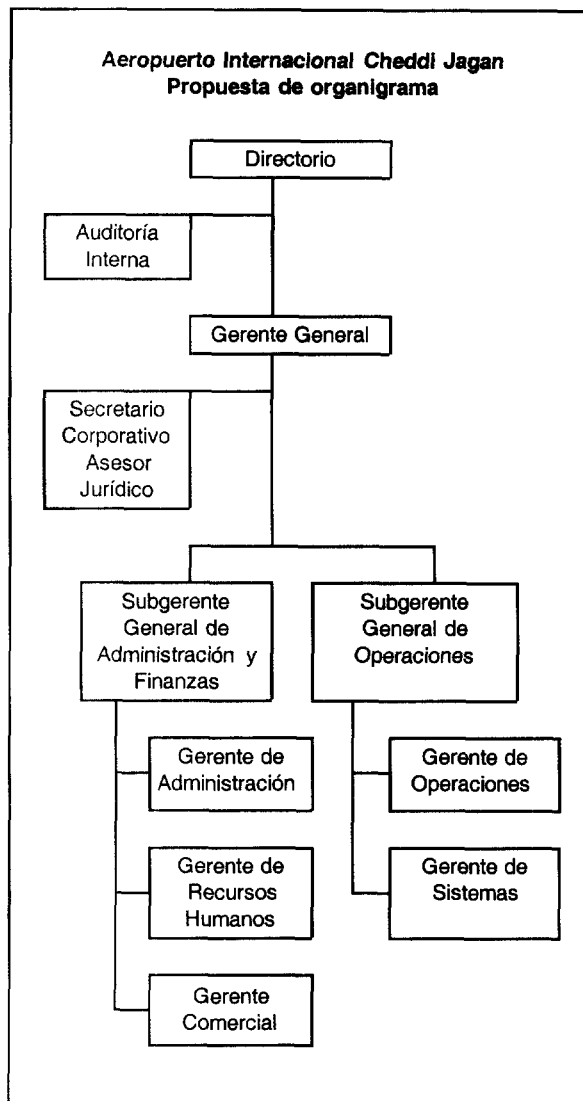 Aeropuerto Internacional Cheddi Jagan
Propuesta de organigrama
Directorio
Auditoría
Interna
Gerente General
Secretario
Corporativo
Asesor
Jurídico
Subgerente
General de
Administración y
Finanzas
Subgerente
General de
Operaciones
Gerente de
Administración
Gerente de
Operaciones
Gerente de
Recursos
Humanos
Gerente de
Sistemas
Gerente
Comercial